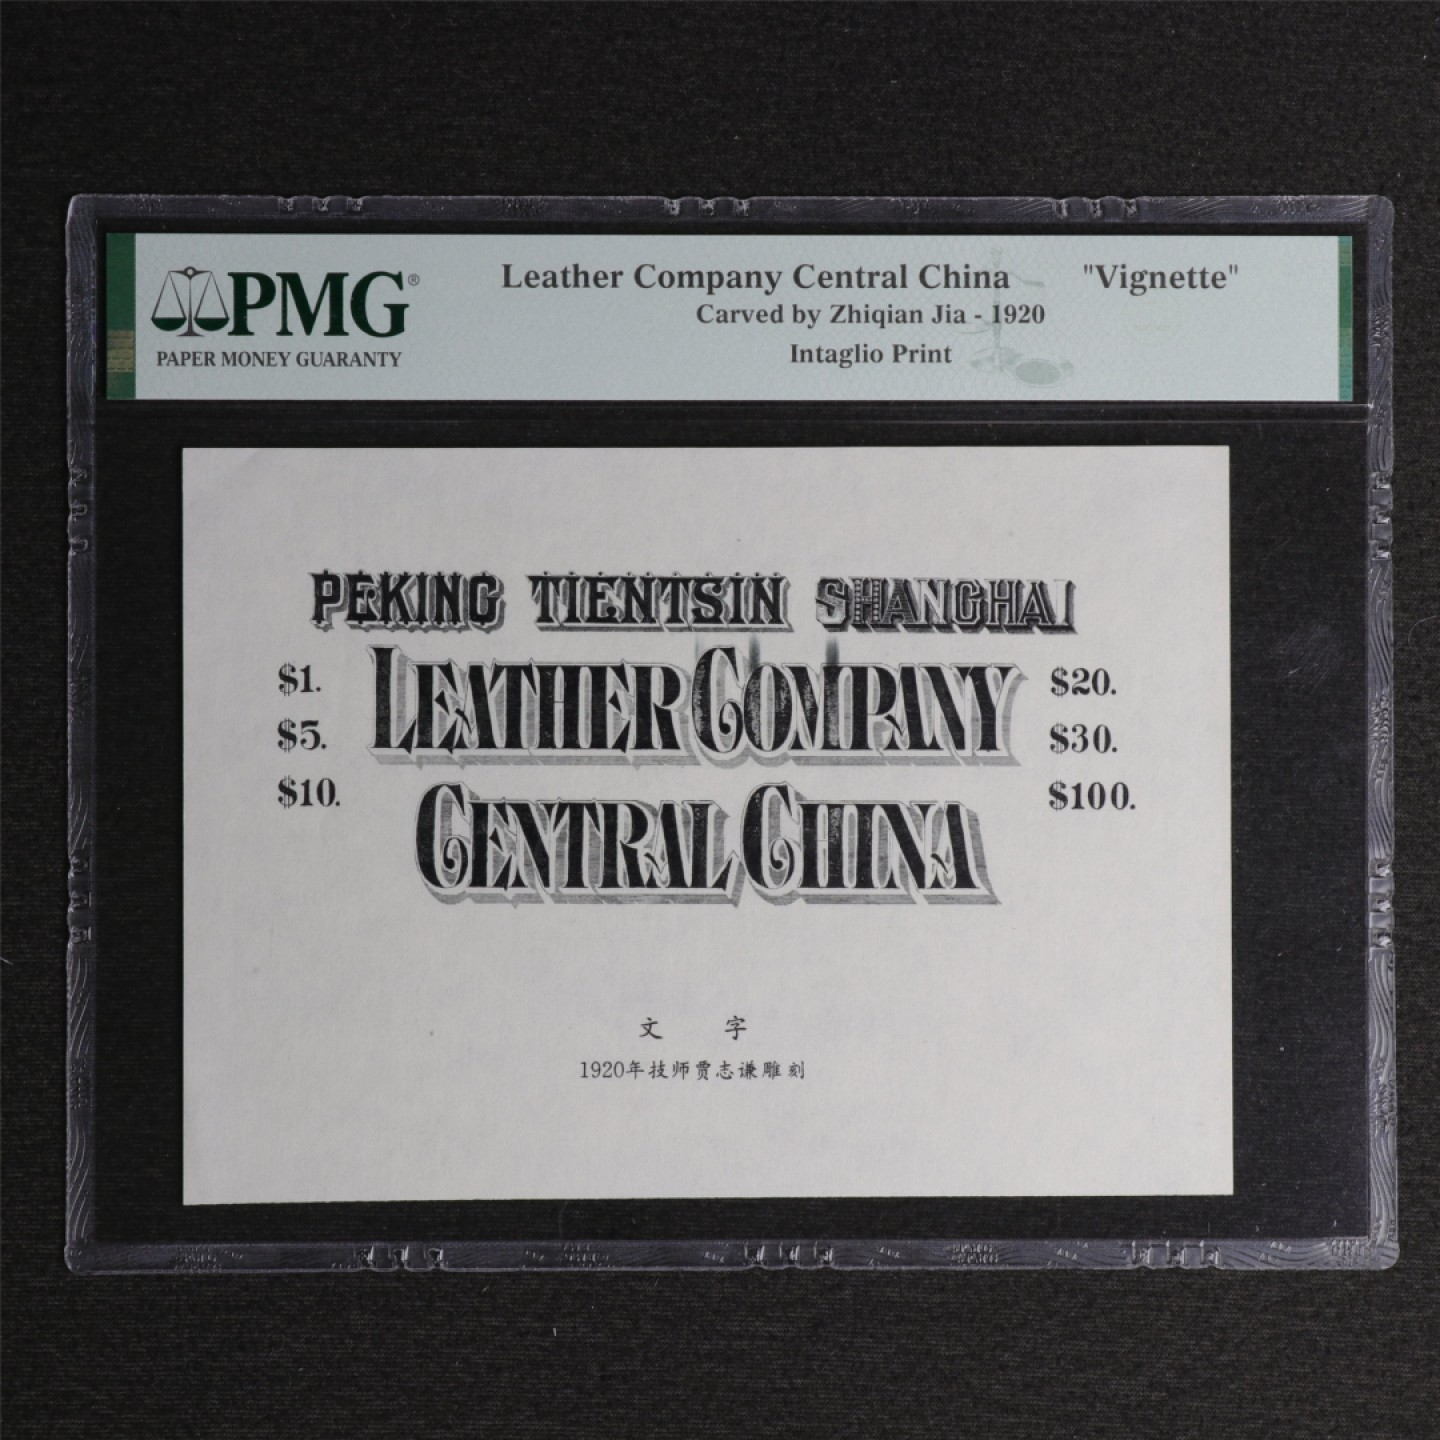 PMG®
PAPER MONEY GUARANTY
Leather Company Central China "Vignette"
Carved by Zhiqian Jia - 1920
Intaglio Print
PEKING TIENTSIN SHANGHAI
LEATHER COMPANY
CENTRAL CHINA
$1.
$5.
$10.
$20.
$30.
$100.
文 字
1920年技师贾志谦雕刻